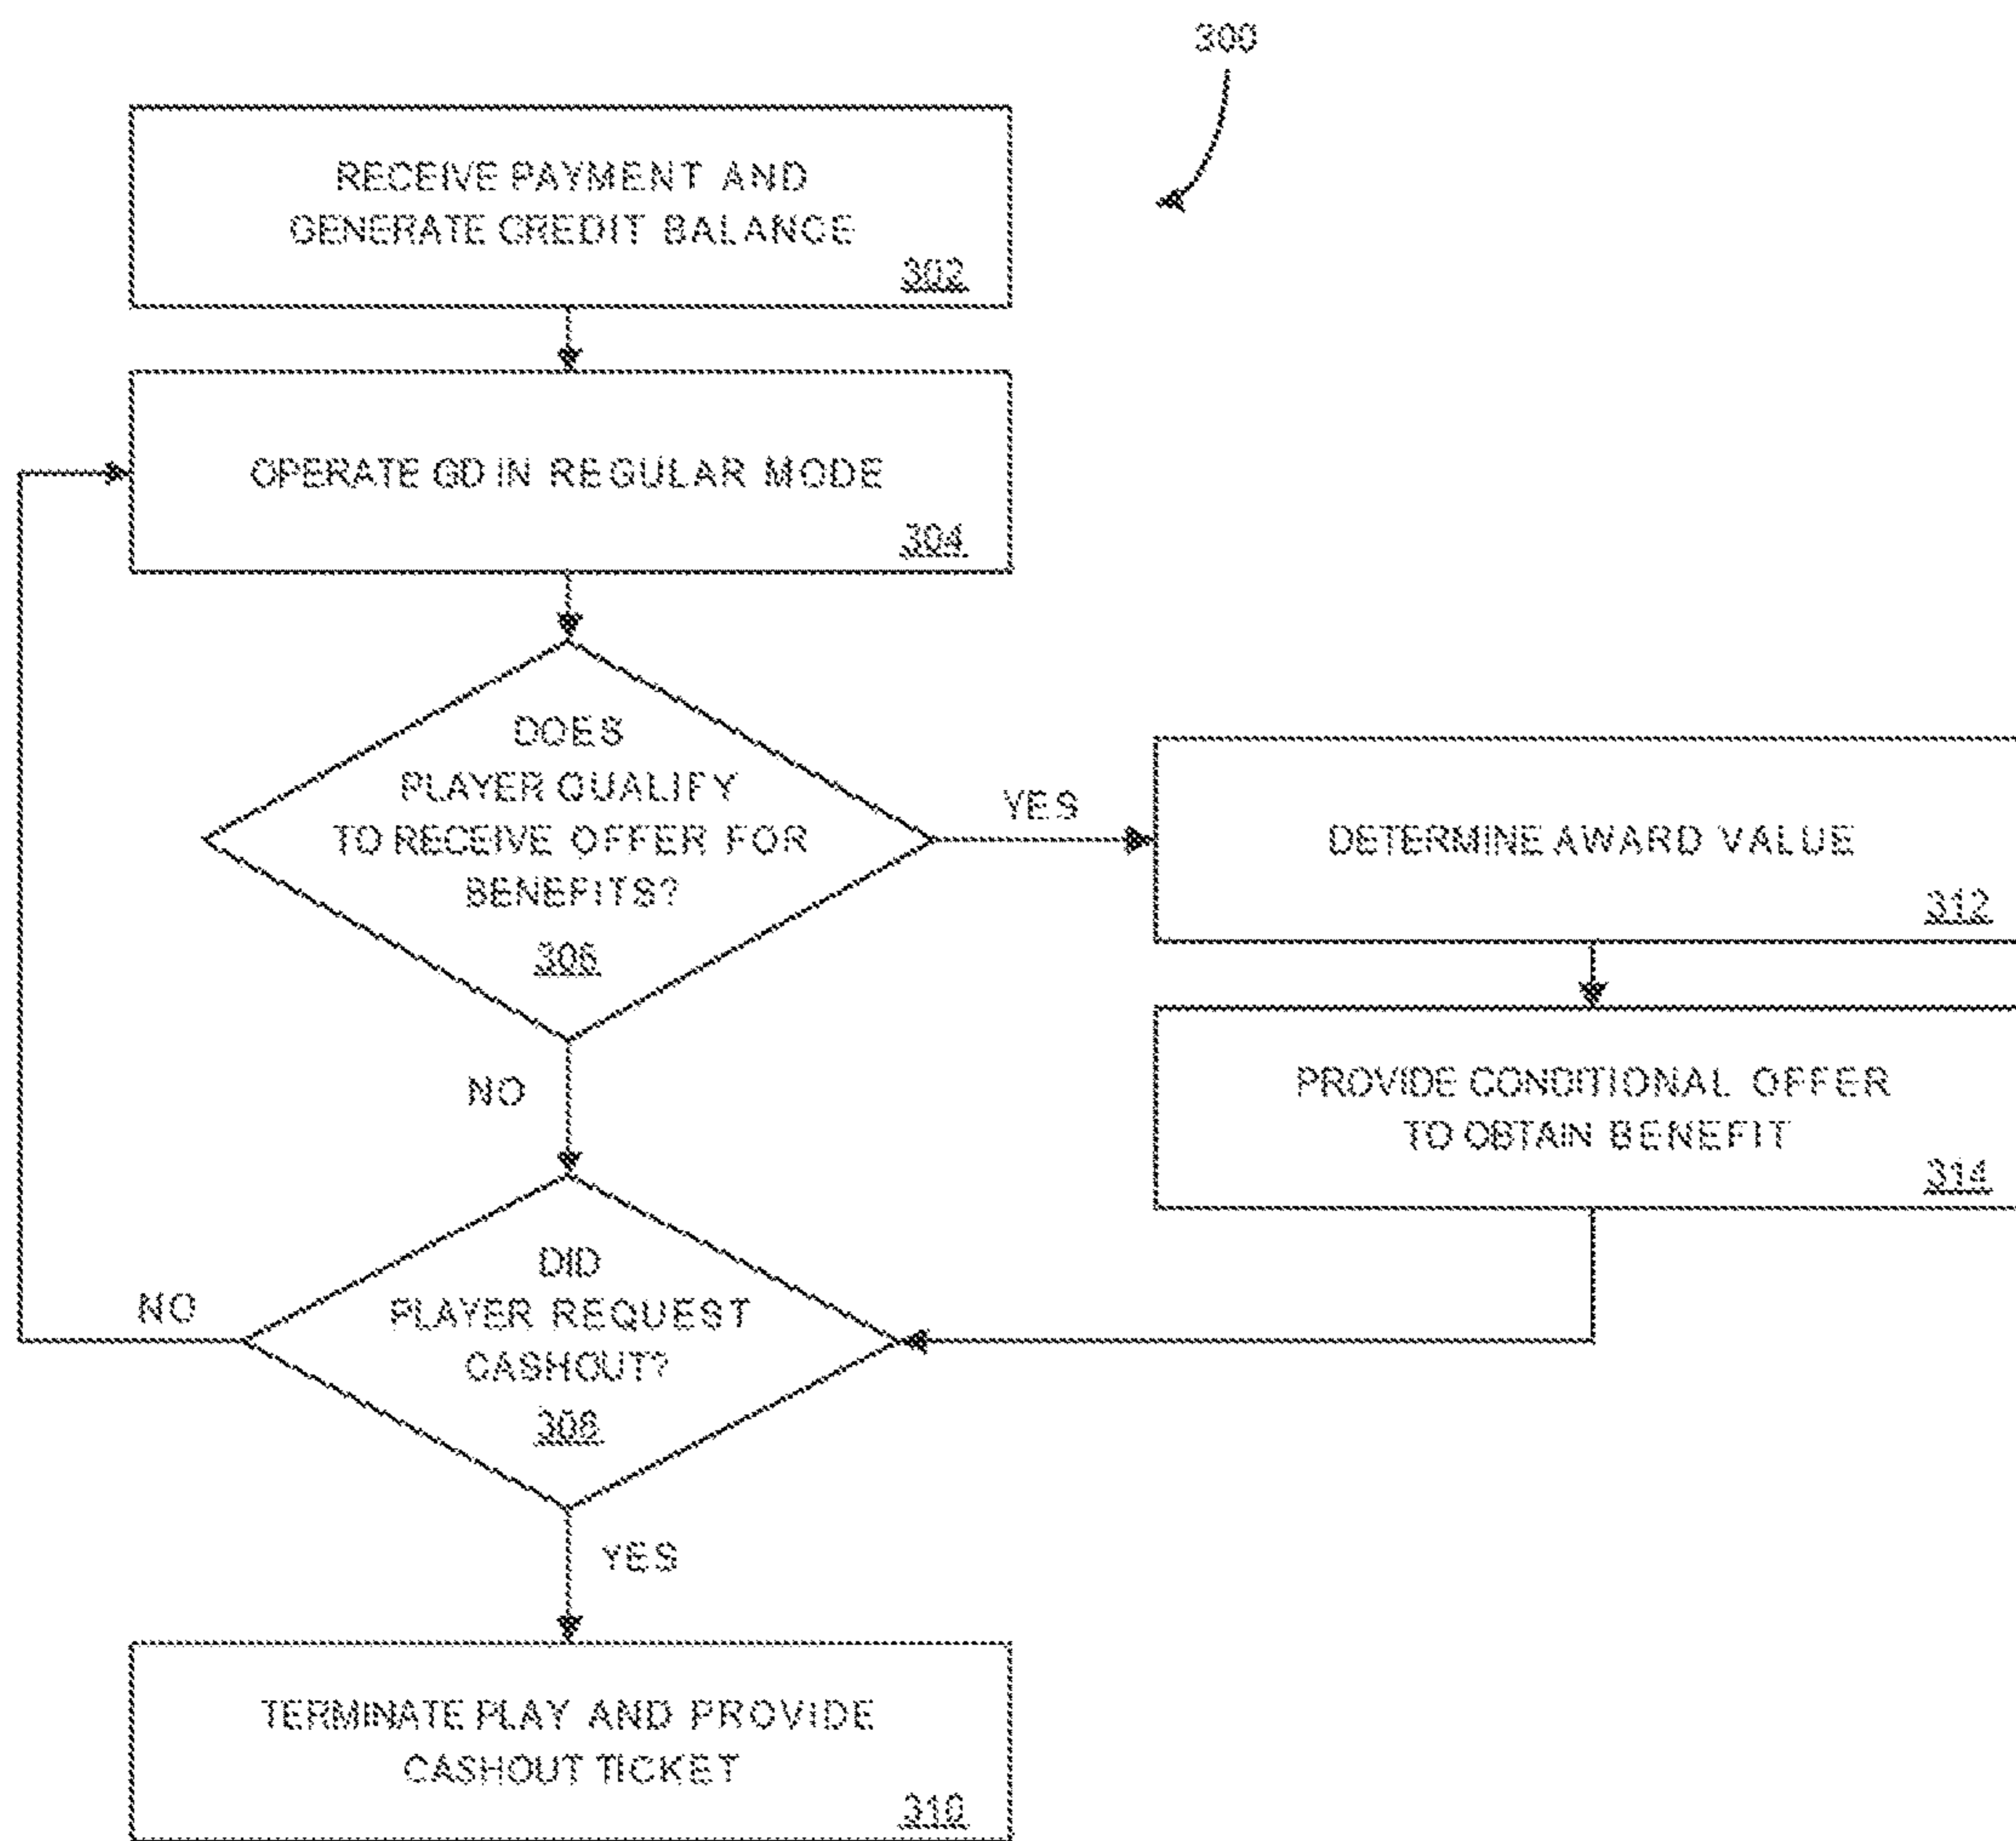 300
RECEIVE PAYMENT AND
GENERATE CREDIT BALANCE
302
OPERATE GD IN REGULAR MODE
304
DOES
PLAYER QUALIFY
TO RECEIVE OFFER FOR
BENEFITS?
306
YES
DETERMINE AWARD VALUE
312
NO
PROVIDE CONDITIONAL OFFER
TO OBTAIN BENEFIT
314
DID
PLAYER REQUEST
CASHOUT?
308
NO
YES
TERMINATE PLAY AND PROVIDE
CASHOUT TICKET
310